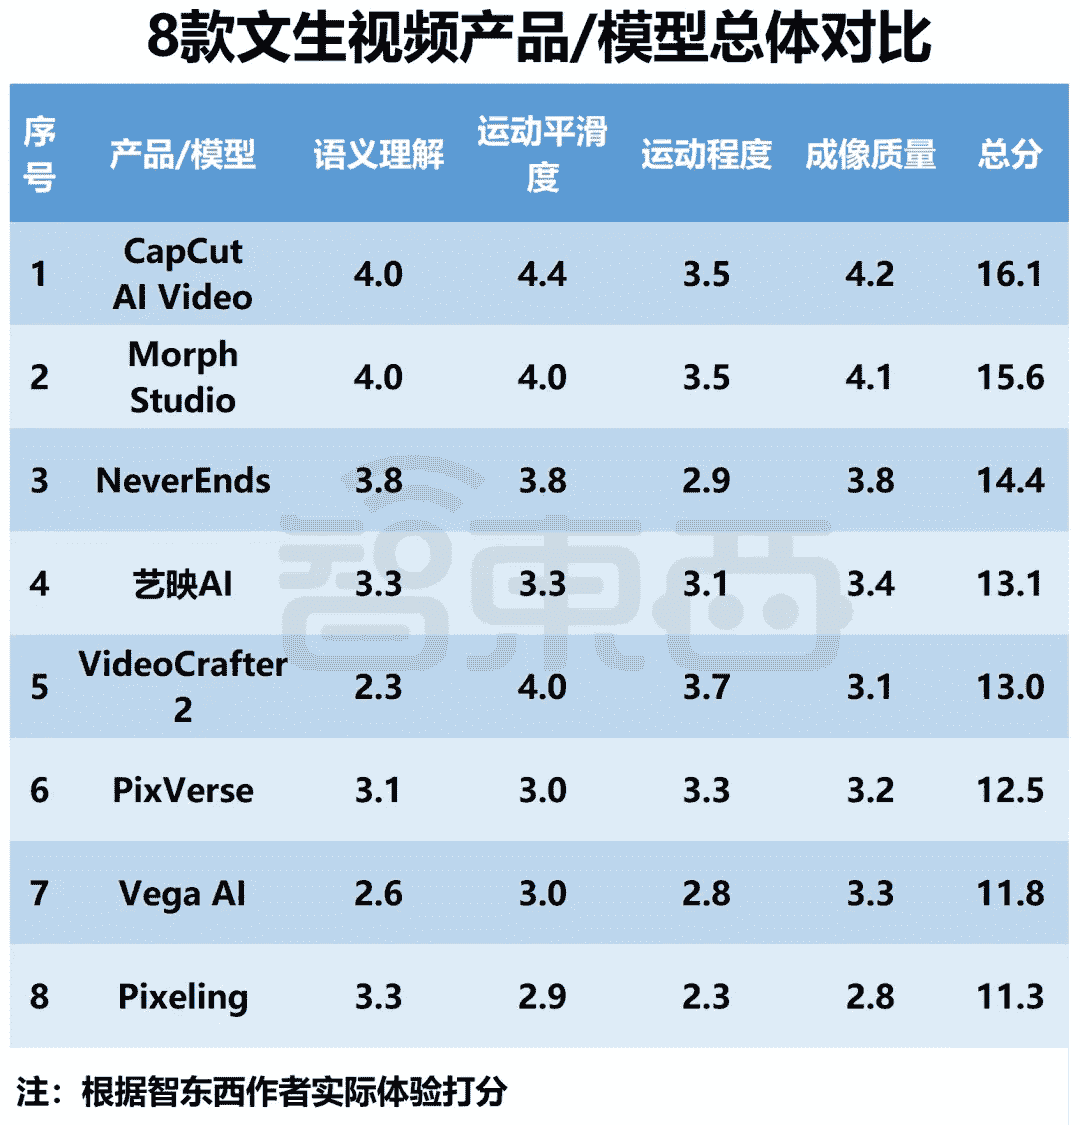 8款文生视频产品/模型总体对比
序号 产品/模型 语义理解 运动平滑度 运动程度 成像质量 总分
1 CapCut AI Video 4.0 4.4 3.5 4.2 16.1
2 Morph Studio 4.0 4.0 3.5 4.1 15.6
3 NeverEnds 3.8 3.8 2.9 3.8 14.4
4 艺映AI 3.3 3.3 3.1 3.4 13.1
5 VideoCrafter2 2.3 4.0 3.7 3.1 13.0
6 PixVerse 3.1 3.0 3.3 3.2 12.5
7 Vega AI 2.6 3.0 2.8 3.3 11.8
8 Pixeling 3.3 2.9 2.3 2.8 11.3
智東西
注：根据智东西作者实际体验打分